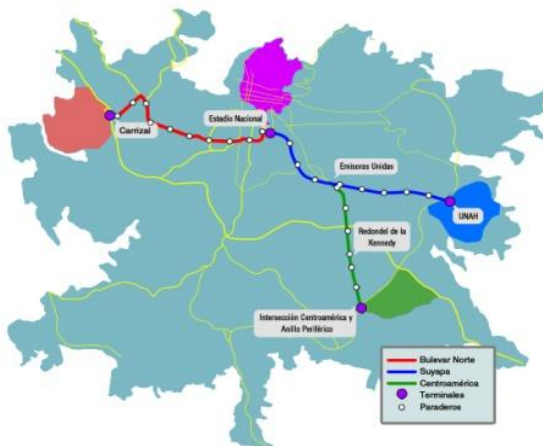 Estadio Nacional
Carrizal
Emisoras Unidas
UNAH
Redondel de la
Kennedy
Intersección Centroamérica y
Anillo Periférico
Bulevar Norte
Suyapa
Centroamérica
Terminales
Paraderos